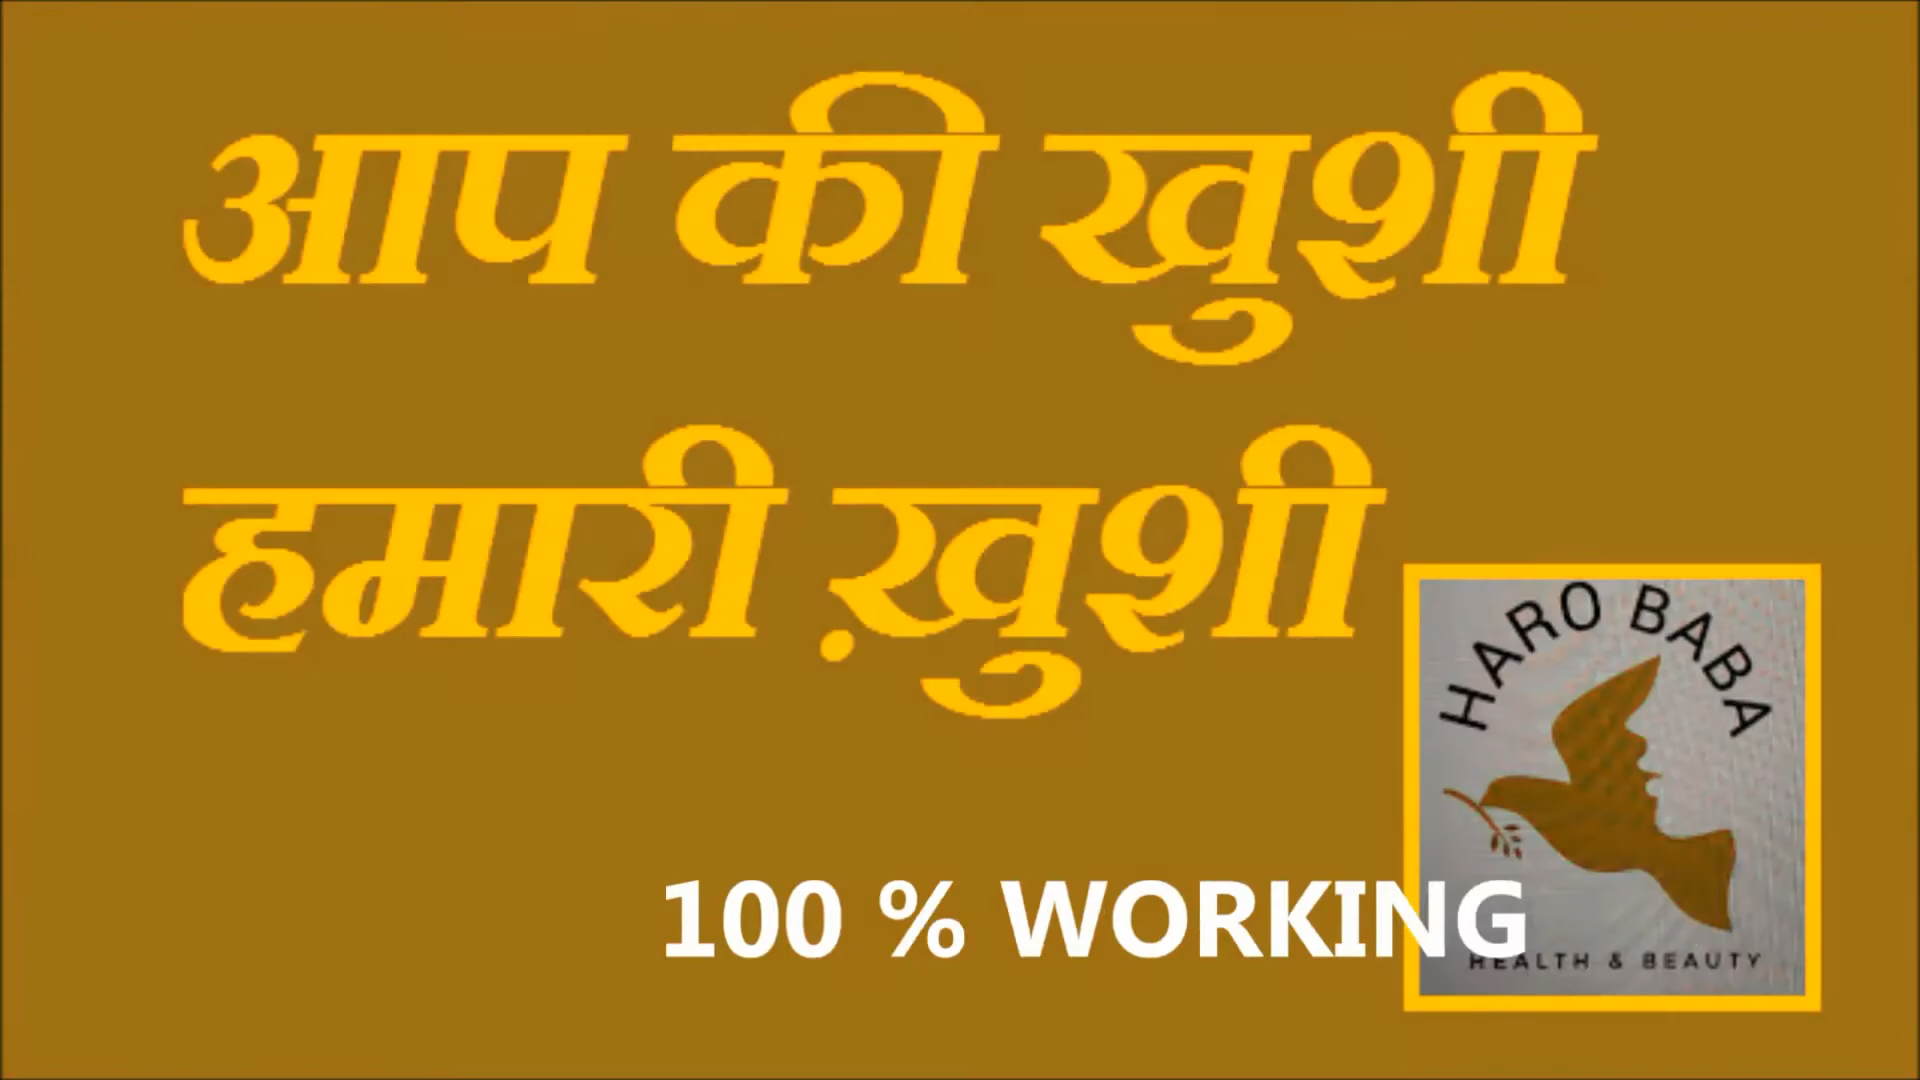 आप की खुशी
हमारी ख़ुशी
HARO BABA
100 % WORKING
HEALTH & BEAUTY